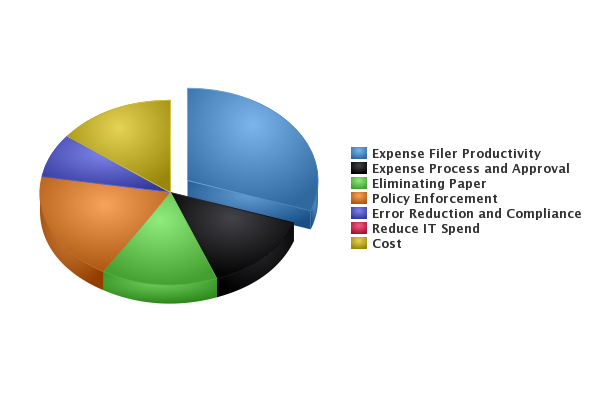 Expense Filer Productivity
Expense Process and Approval
Eliminating Paper
Policy Enforcement
Error Reduction and Compliance
Reduce IT Spend
Cost